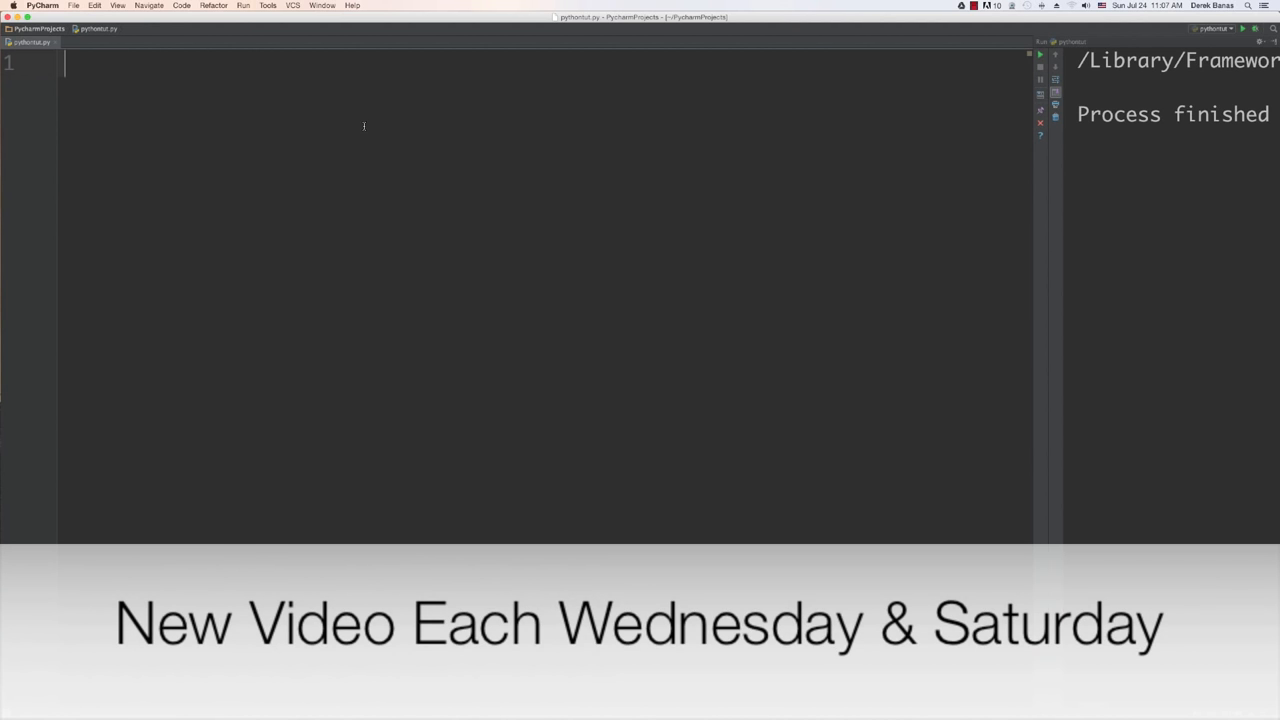 PyCharm File Edit View Navigate Code Refactor Run Tools VCS Window Help
10 Sun Jul 24 11:07 AM Derek Banas
pythontut.py - PycharmProjects - [~/PycharmProjects]
PycharmProjects pythontut.py
pythontut
pythontut.py
Run pythontut
1
/Library/Framewor
Process finished
New Video Each Wednesday & Saturday